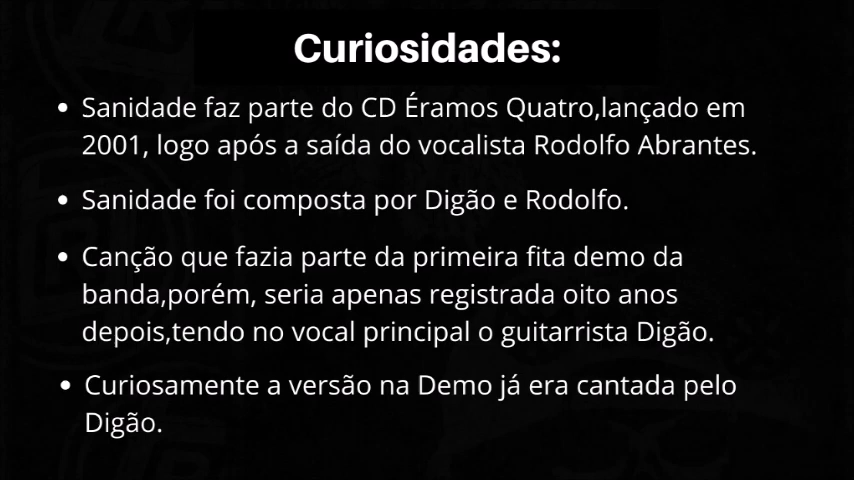 Curiosidades:
• Sanidade faz parte do CD Éramos Quatro,lançado em
2001, logo após a saída do vocalista Rodolfo Abrantes.
• Sanidade foi composta por Digão e Rodolfo.
• Canção que fazia parte da primeira fita demo da
banda,porém, seria apenas registrada oito anos
depois,tendo no vocal principal o guitarrista Digão.
• Curiosamente a versão na Demo já era cantada pelo
Digão.